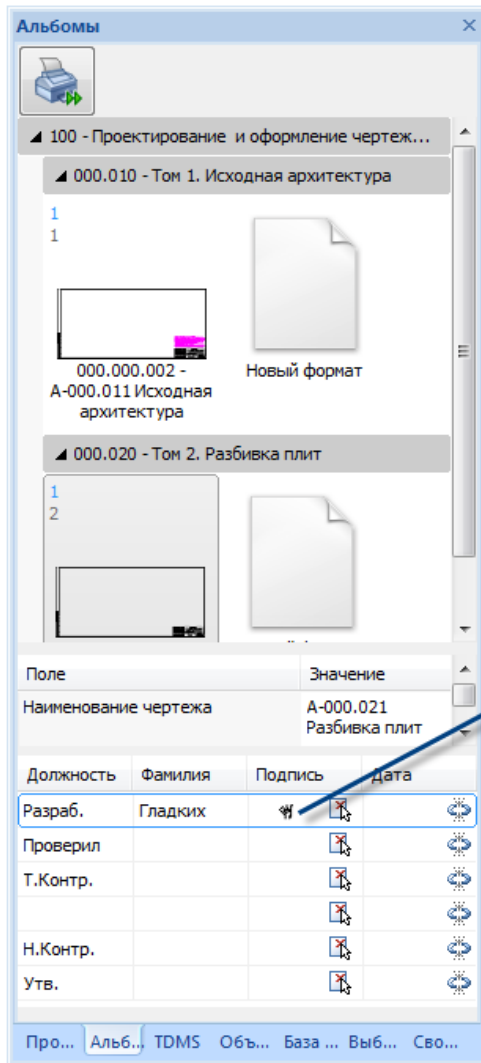 Альбомы
100 - Проектирование и оформление чертеж...
000.010 - Том 1. Исходная архитектура
1
1
000.000.002 -
А-000.011 Исходная
архитектура
Новый формат
000.020 - Том 2. Разбивка плит
1
2
Поле Значение
Наименование чертежа А-000.021
Разбивка плит
Должность Фамилия Подпись Дата
Разраб. Гладких
Проверил
Т.Контр.
Н.Контр.
Утв.
Про... Альб... TDMS Объ... База ... Выб... Сво...